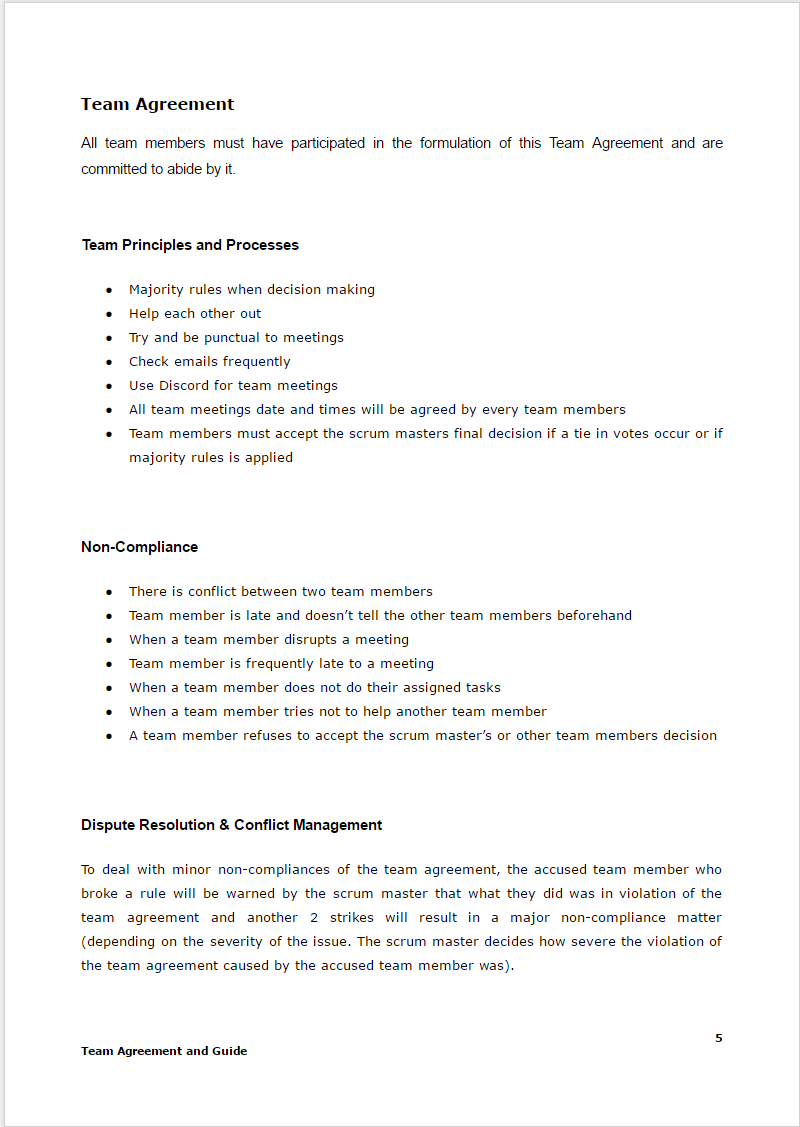 Team Agreement
All team members must have participated in the formulation of this Team Agreement and are
committed to abide by it.
Team Principles and Processes
● Majority rules when decision making
● Help each other out
● Try and be punctual to meetings
● Check emails frequently
● Use Discord for team meetings
● All team meetings date and times will be agreed by every team members
● Team members must accept the scrum masters final decision if a tie in votes occur or if
majority rules is applied
Non-Compliance
● There is conflict between two team members
● Team member is late and doesn’t tell the other team members beforehand
● When a team member disrupts a meeting
● Team member is frequently late to a meeting
● When a team member does not do their assigned tasks
● When a team member tries not to help another team member
● A team member refuses to accept the scrum master’s or other team members decision
Dispute Resolution & Conflict Management
To deal with minor non-compliances of the team agreement, the accused team member who
broke a rule will be warned by the scrum master that what they did was in violation of the
team agreement and another 2 strikes will result in a major non-compliance matter
(depending on the severity of the issue. The scrum master decides how severe the violation of
the team agreement caused by the accused team member was).
5
Team Agreement and Guide